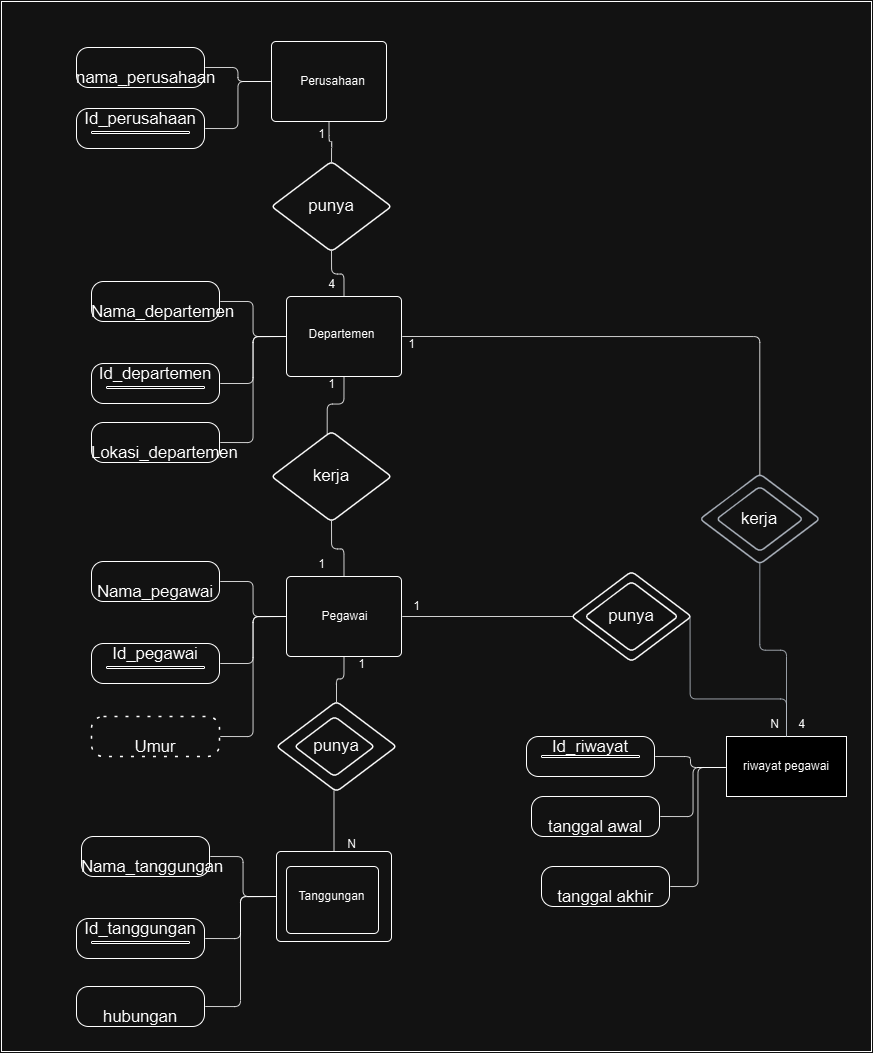 nama_perusahaan
Perusahaan
Id_perusahaan
1
punya
4
Nama_departemen
Departemen
1
Id_departemen
1
Lokasi_departemen
kerja
kerja
1
Nama_pegawai
Pegawai
1
punya
Id_pegawai
1
Umur
punya
N
4
Id_riwayat
riwayat pegawai
tanggal awal
N
Nama_tanggungan
Tanggungan
tanggal akhir
Id_tanggungan
hubungan